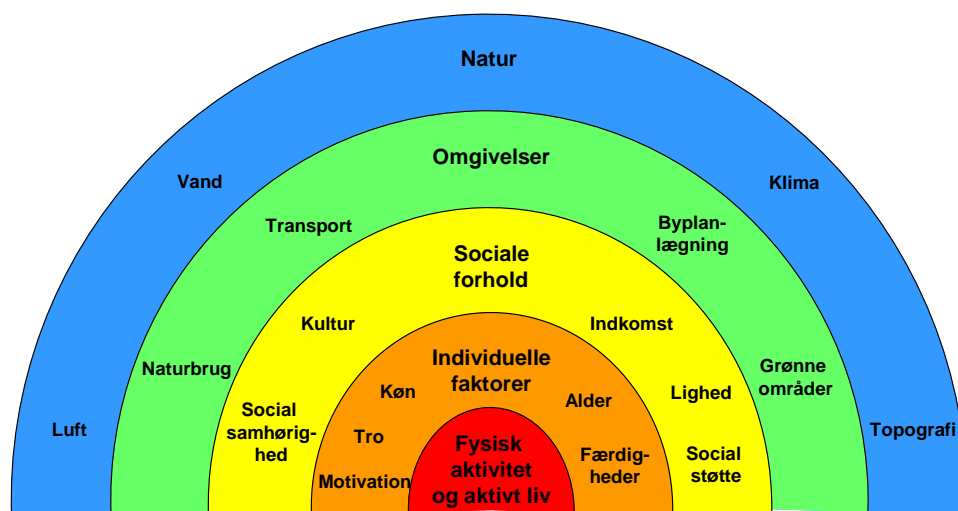 Natur
Vand
Klima
Luft
Topografi
Omgivelser
Transport
Byplan-
lægning
Naturbrug
Grønne
områder
Sociale
forhold
Kultur
Indkomst
Social
samhørig-
hed
Lighed
Social
støtte
Individuelle
faktorer
Køn
Alder
Tro
Motivation
Færdig-
heder
Fysisk
aktivitet
og aktivt liv